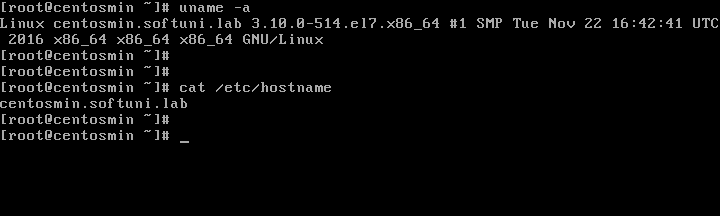 [root@centosmin ~]# uname -a
Linux centosmin.softuni.lab 3.10.0-514.el7.x86_64 #1 SMP Tue Nov 22 16:42:41 UTC
 2016 x86_64 x86_64 x86_64 GNU/Linux
[root@centosmin ~]#
[root@centosmin ~]#
[root@centosmin ~]# cat /etc/hostname
centosmin.softuni.lab
[root@centosmin ~]#
[root@centosmin ~]# _